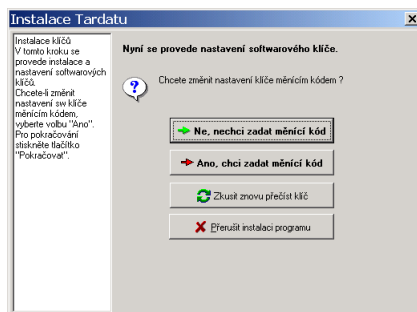 Instalace Tardatu
Instalace klíčů
V tomto kroku se
provede instalace a
nastavení softwarových
klíčů.
Chcete-li změnit
nastavení sw klíče
měnícím kódem,
vyberte volbu "Ano".
Pro pokračování
stiskněte tlačítko
"Pokračovat".
Nyní se provede nastavení softwarového klíče.
Chcete změnit nastavení klíče měnícím kódem ?
Ne, nechci zadat měnící kód
Ano, chci zadat měnící kód
Zkusit znovu přečíst klíč
Přerušit instalaci programu